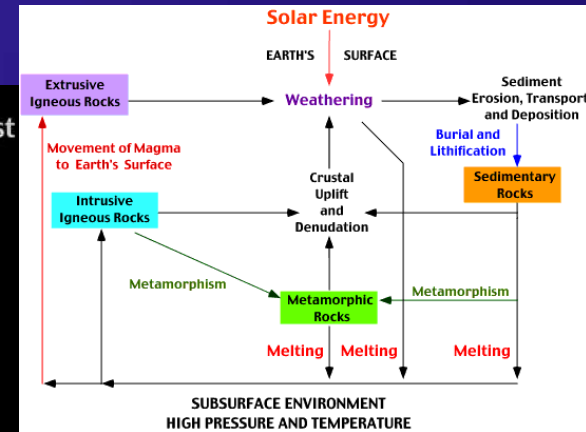 Solar Energy
EARTH'S SURFACE
Extrusive
Igneous Rocks
Weathering
Sediment
Erosion, Transport
and Deposition
st
Movement of Magma
to Earth's Surface
Burial and
Lithification
Crustal
Uplift
and
Denudation
Sedimentary
Rocks
Intrusive
Igneous Rocks
Metamorphism
Metamorphism
Metamorphic
Rocks
Melting
Melting
Melting
SUBSURFACE ENVIRONMENT
HIGH PRESSURE AND TEMPERATURE